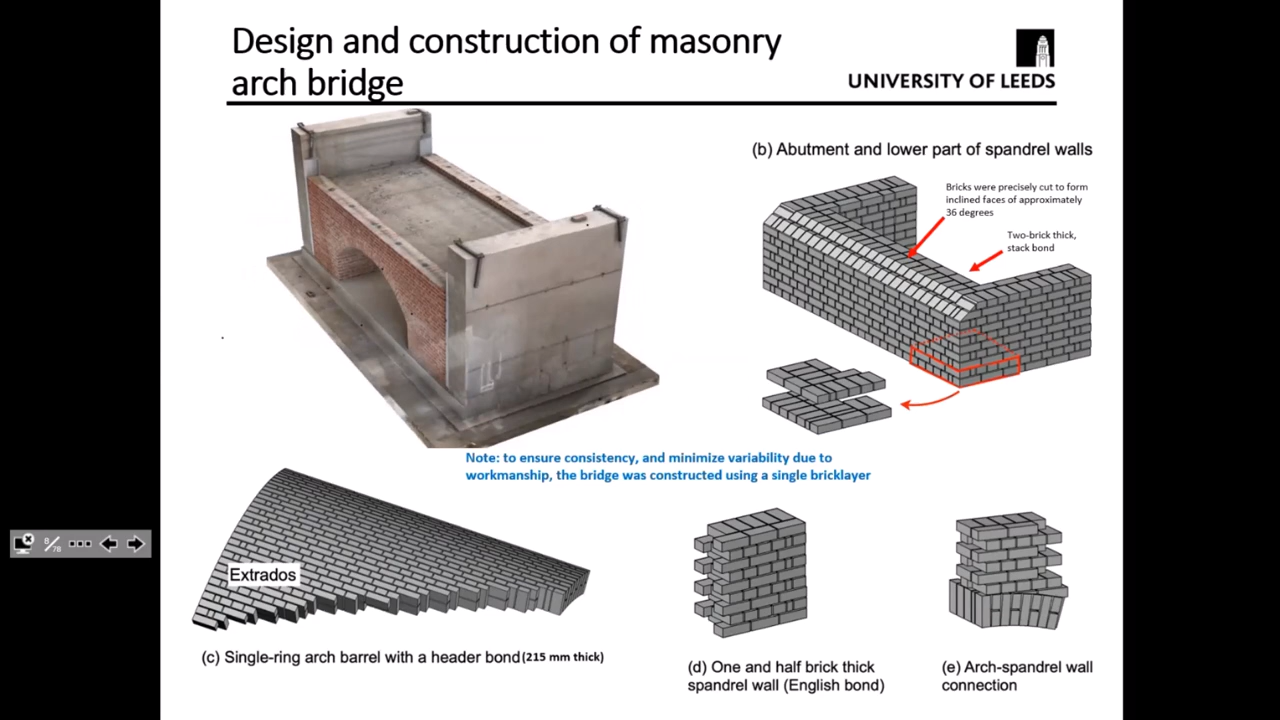 Design and construction of masonry
arch bridge
UNIVERSITY OF LEEDS
(b) Abutment and lower part of spandrel walls
Bricks were precisely cut to form
inclined faces of approximately
36 degrees
Two-brick thick,
stack bond
Note: to ensure consistency, and minimize variability due to
workmanship, the bridge was constructed using a single bricklayer
8/78
Extrados
(c) Single-ring arch barrel with a header bond (215 mm thick)
(d) One and half brick thick
spandrel wall (English bond)
(e) Arch-spandrel wall
connection